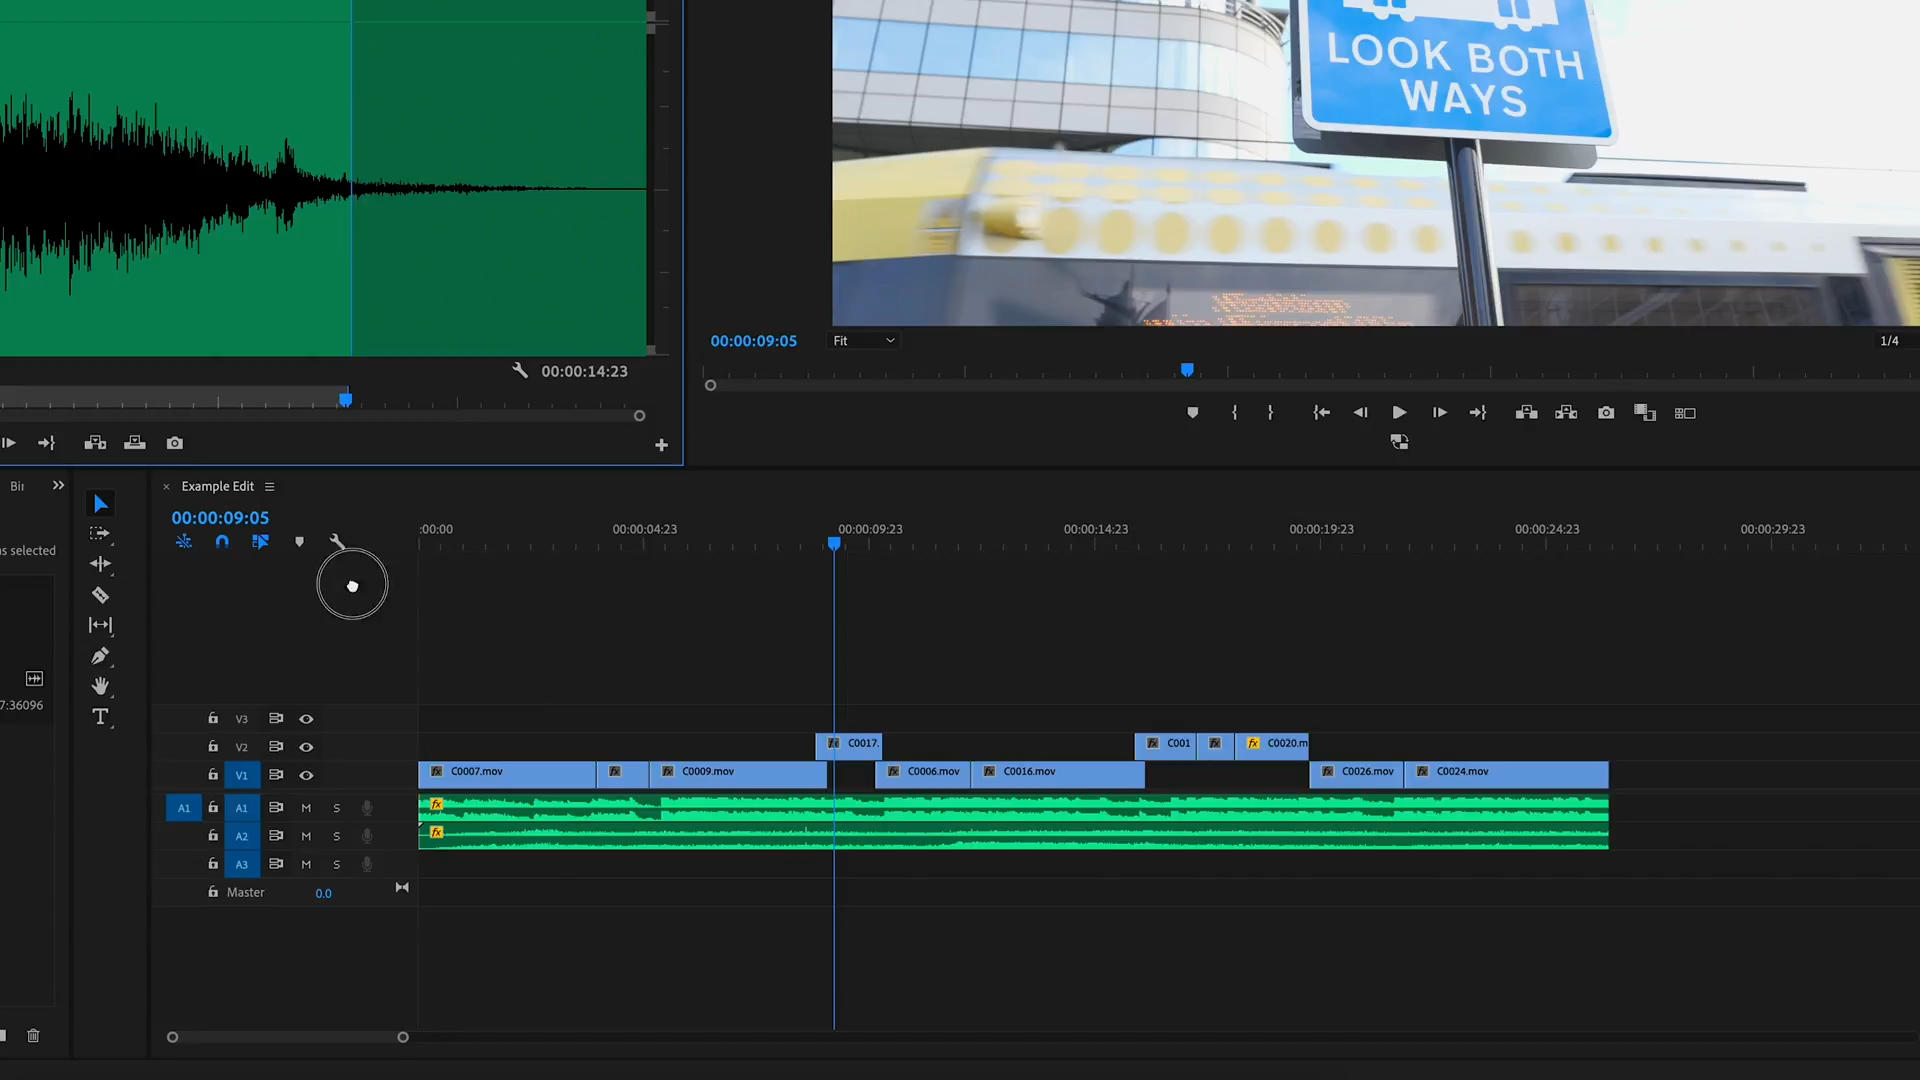 LOOK BOTH
WAYS
00:00:09:05
Fit
1/4
00:00:14:23
Bir
Example Edit
00:00:09:05
:00:00
00:00:04:23
00:00:09:23
00:00:14:23
00:00:19:23
00:00:24:23
00:00:29:23
s selected
7:36096
V3
V2
C0017.
C001
C0020.m
V1
C0007.mov
C0009.mov
C0006.mov
C0016.mov
C0026.mov
C0024.mov
A1
A1
M
S
A2
M
S
A3
M
S
Master
0.0